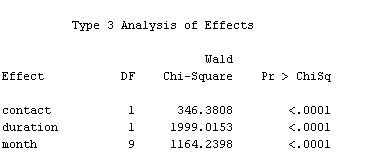 Type 3 Analysis of Effects
Wald
Effect DF Chi-Square Pr > ChiSq
contact 1 346.3808 <.0001
duration 1 1999.0153 <.0001
month 9 1164.2398 <.0001